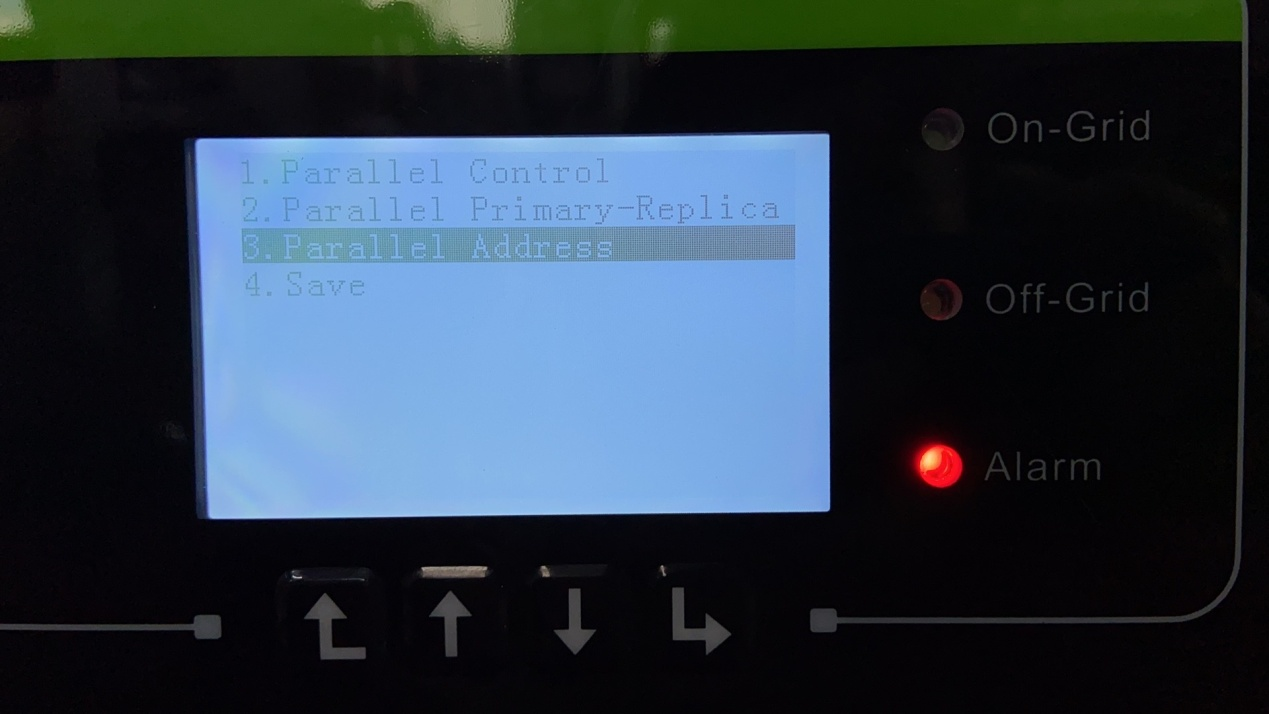 1.Parallel Control
2.Parallel Primary-Replica
3.Parallel Address
4.Save
On-Grid
Off-Grid
Alarm